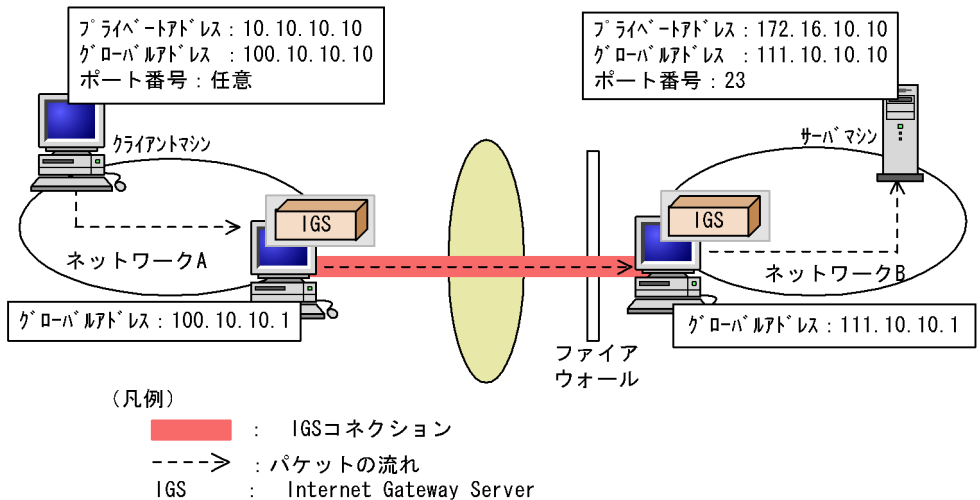 ﾌﾟﾗｲﾍﾞｰﾄｱﾄﾞﾚｽ：10.10.10.10
ｸﾞﾛｰﾊﾞﾙｱﾄﾞﾚｽ ：100.10.10.10
ポート番号：任意
ﾌﾟﾗｲﾍﾞｰﾄｱﾄﾞﾚｽ：172.16.10.10
ｸﾞﾛｰﾊﾞﾙｱﾄﾞﾚｽ ：111.10.10.10
ポート番号：23
ｸﾗｲｱﾝﾄﾏｼﾝ
ｻｰﾊﾞﾏｼﾝ
IGS
IGS
ネットワークA
ネットワークB
ｸﾞﾛｰﾊﾞﾙｱﾄﾞﾚｽ：100.10.10.1
ｸﾞﾛｰﾊﾞﾙｱﾄﾞﾚｽ：111.10.10.1
ファイア
ウォール
（凡例）
： IGSコネクション
：パケットの流れ
IGS ： Internet Gateway Server